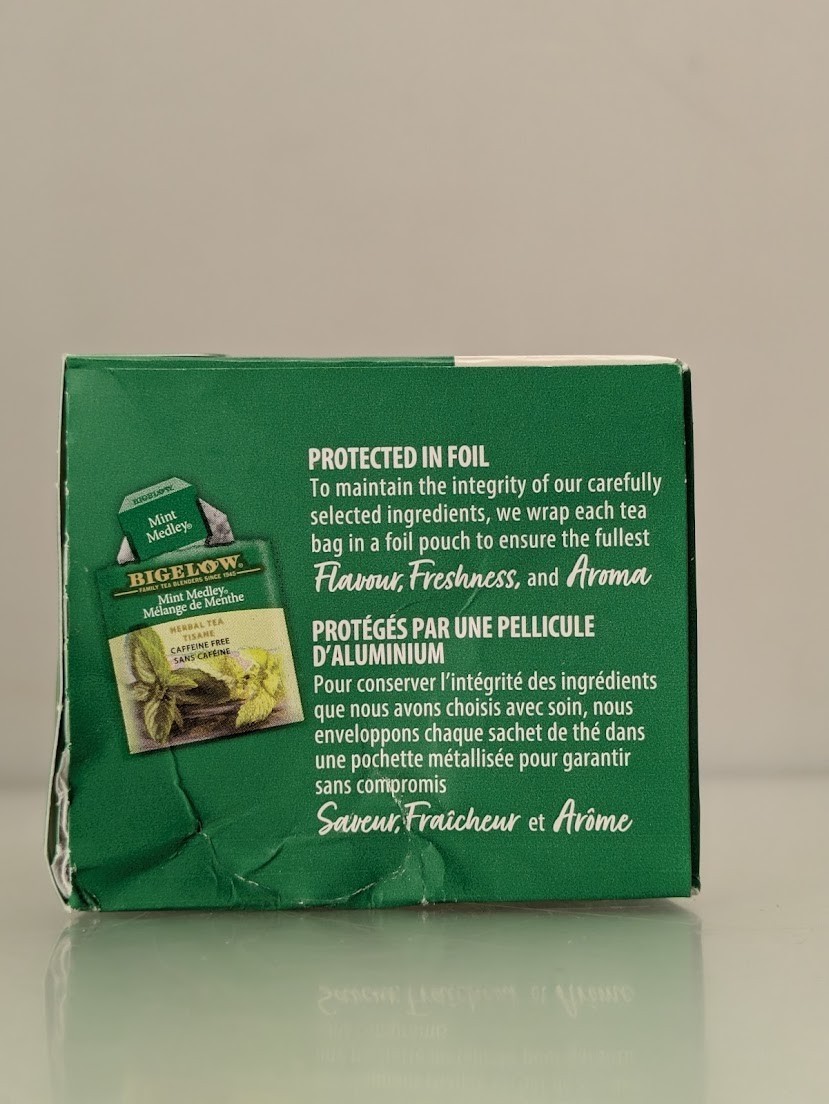 BIGELOW
Mint
Medley®
BIGELOW®
FAMILY TEA BLENDERS SINCE 1945
Mint Medley®
Mélange de Menthe
HERBAL TEA
TISANE
CAFFEINE FREE
SANS CAFÉINE
PROTECTED IN FOIL
To maintain the integrity of our carefully
selected ingredients, we wrap each tea
bag in a foil pouch to ensure the fullest
Flavour, Freshness, and Aroma
PROTÉGÉS PAR UNE PELLICULE
D'ALUMINIUM
Pour conserver l'intégrité des ingrédients
que nous avons choisis avec soin, nous
enveloppons chaque sachet de thé dans
une pochette métallisée pour garantir
sans compromis
Saveur, Fraîcheur et Arôme